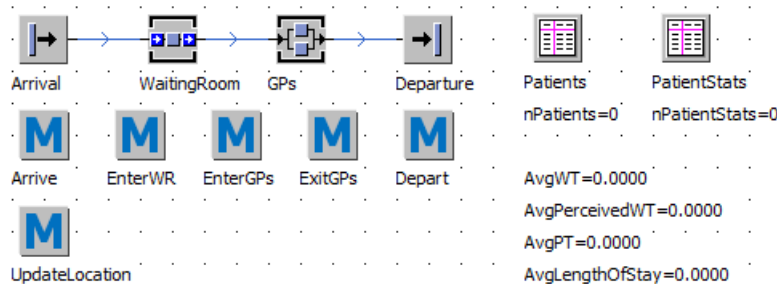 Arrival WaitingRoom GPs Departure Patients PatientStats
nPatients=0 nPatientStats=0
M M M M
Arrive EnterWR EnterGPs ExitGPs Depart AvgWT=0.0000
AvgPerceivedWT=0.0000
M
AvgPT=0.0000
UpdateLocation AvgLengthOfStay=0.0000